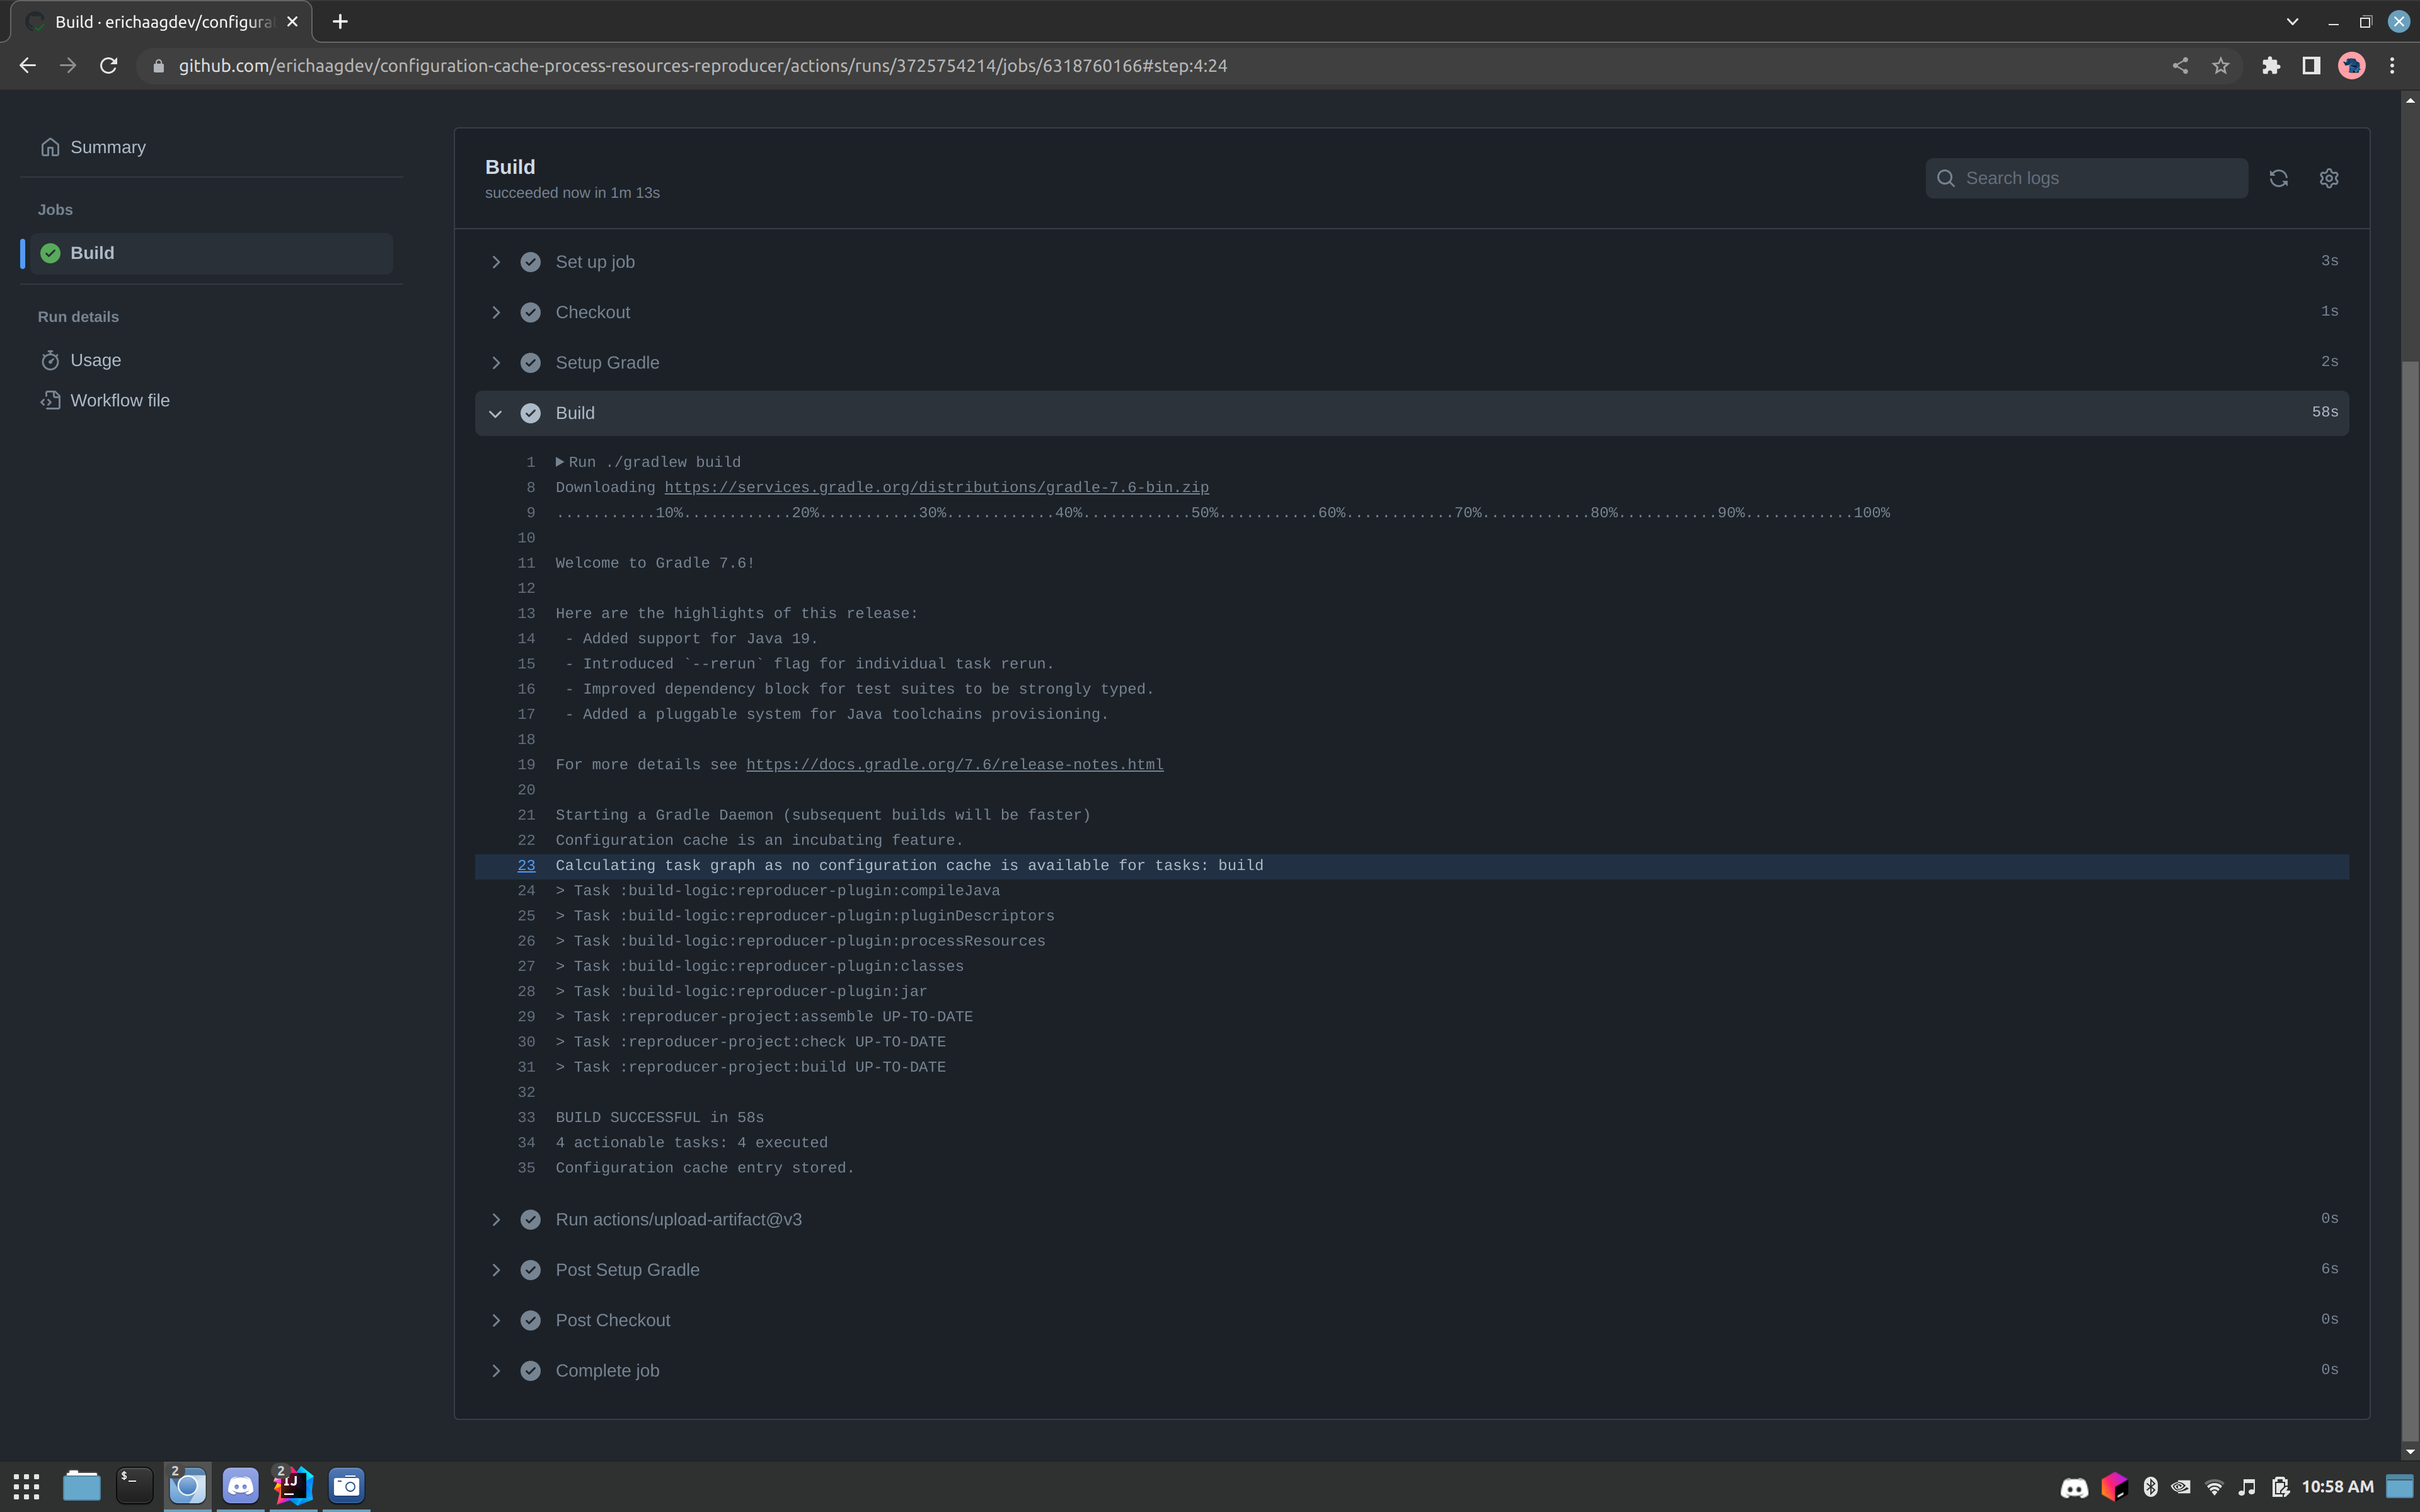 Build · erichaagdev/configurat
github.com/erichaagdev/configuration-cache-process-resources-reproducer/actions/runs/3725754214/jobs/6318760166#step:4:24
Summary
Jobs
Build
Run details
Usage
Workflow file
Build
succeeded now in 1m 13s
Search logs
Set up job 3s
Checkout 1s
Setup Gradle 2s
Build 58s
1 Run ./gradlew build
8 Downloading https://services.gradle.org/distributions/gradle-7.6-bin.zip
9 ...........10%............20%...........30%............40%............50%...........60%............70%............80%...........90%............100%
10
11 Welcome to Gradle 7.6!
12
13 Here are the highlights of this release:
14 - Added support for Java 19.
15 - Introduced `--rerun` flag for individual task rerun.
16 - Improved dependency block for test suites to be strongly typed.
17 - Added a pluggable system for Java toolchains provisioning.
18
19 For more details see https://docs.gradle.org/7.6/release-notes.html
20
21 Starting a Gradle Daemon (subsequent builds will be faster)
22 Configuration cache is an incubating feature.
23 Calculating task graph as no configuration cache is available for tasks: build
24 > Task :build-logic:reproducer-plugin:compileJava
25 > Task :build-logic:reproducer-plugin:pluginDescriptors
26 > Task :build-logic:reproducer-plugin:processResources
27 > Task :build-logic:reproducer-plugin:classes
28 > Task :build-logic:reproducer-plugin:jar
29 > Task :reproducer-project:assemble UP-TO-DATE
30 > Task :reproducer-project:check UP-TO-DATE
31 > Task :reproducer-project:build UP-TO-DATE
32
33 BUILD SUCCESSFUL in 58s
34 4 actionable tasks: 4 executed
35 Configuration cache entry stored.
Run actions/upload-artifact@v3 0s
Post Setup Gradle 6s
Post Checkout 0s
Complete job 0s
$_ 2 2 IJ 10:58 AM